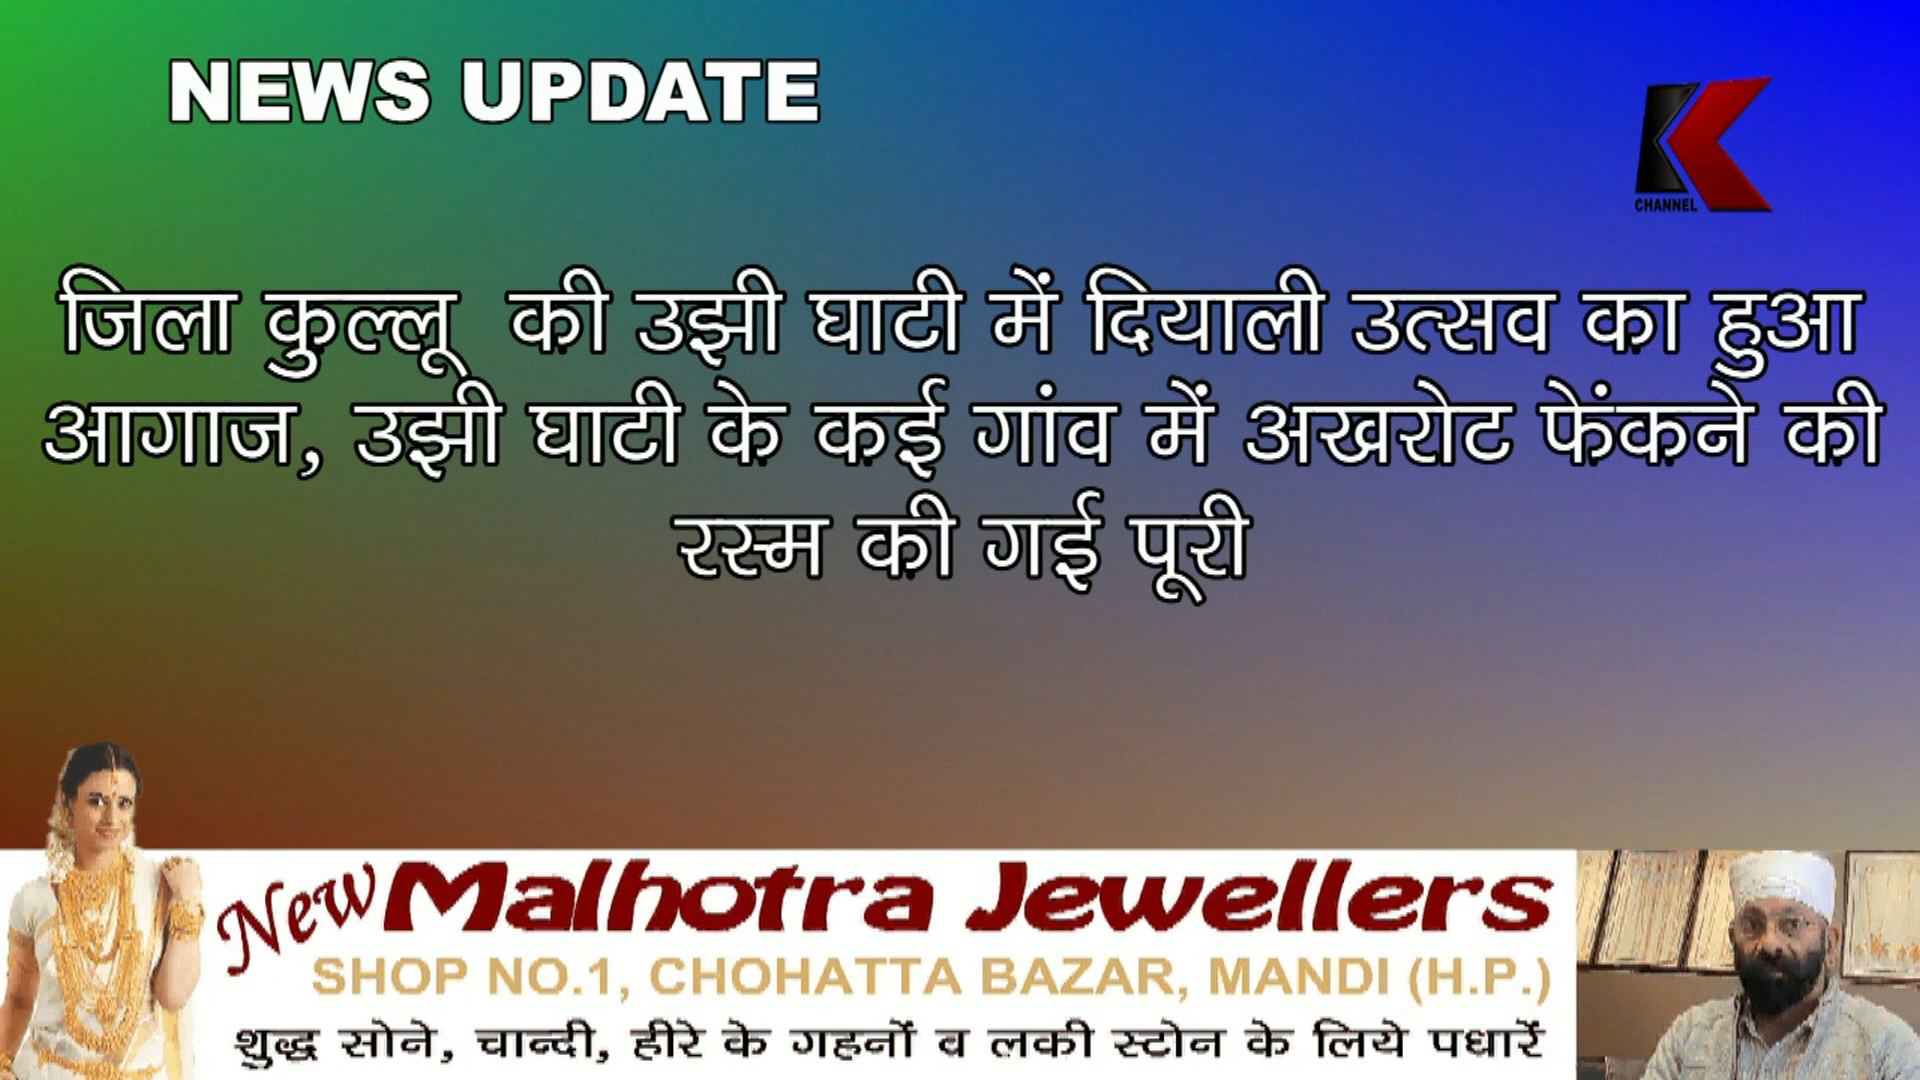 NEWS UPDATE
CHANNEL
जिला कुल्लू की उझी घाटी में दियाली उत्सव का हुआ
आगाज, उझी घाटी के कई गांव में अखरोट फेंकने की
रस्म की गई पूरी
New Malhotra Jewellers
SHOP NO.1, CHOHATTA BAZAR, MANDI (H.P.)
शुद्ध सोने, चान्दी, हीरे के गहनों व लकी स्टोन के लिये पधारें